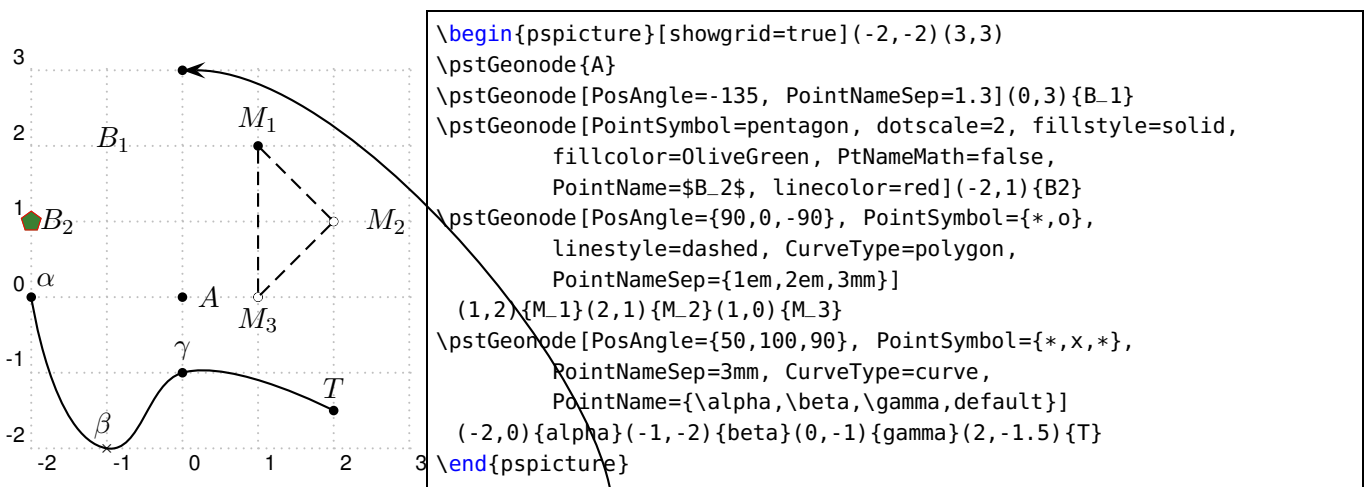 3
2
1
0
-1
-2
-2 -1 0 1 2 3
M₁
B₁
B₂
M₂
α
A
M₃
γ
T
β
\begin{pspicture}[showgrid=true](-2,-2)(3,3)
\pstGeonode{A}
\pstGeonode[PosAngle=-135, PointNameSep=1.3](0,3){B_1}
\pstGeonode[PointSymbol=pentagon, dotscale=2, fillstyle=solid,
fillcolor=OliveGreen, PtNameMath=false,
PointName=$B_2$, linecolor=red](-2,1){B2}
\pstGeonode[PosAngle={90,0,-90}, PointSymbol={*,o},
linestyle=dashed, CurveType=polygon,
PointNameSep={1em,2em,3mm}]
(1,2){M_1}(2,1){M_2}(1,0){M_3}
\pstGeonode[PosAngle={50,100,90}, PointSymbol={*,x,*},
PointNameSep=3mm, CurveType=curve,
PointName={\alpha,\beta,\gamma,default}]
(-2,0){alpha}(-1,-2){beta}(0,-1){gamma}(2,-1.5){T}
\end{pspicture}